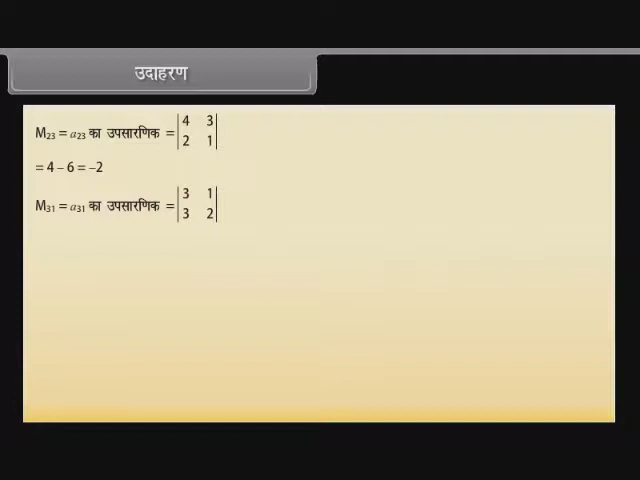 उदाहरण
M₂₃ = a₂₃ का उपसारणिक = |4 3|
|2 1|
= 4 – 6 = –2
M₃₁ = a₃₁ का उपसारणिक = |3 1|
|3 2|